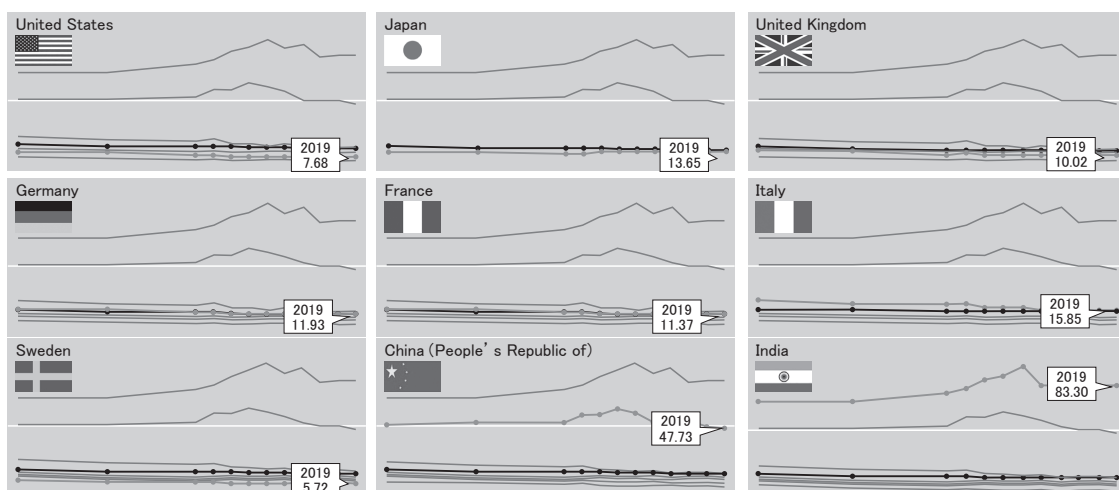 United States
2019
7.68
Japan
2019
13.65
United Kingdom
2019
10.02
Germany
2019
11.93
France
2019
11.37
Italy
2019
15.85
Sweden
2019
5.72
China (People’s Republic of)
2019
47.73
India
2019
83.30